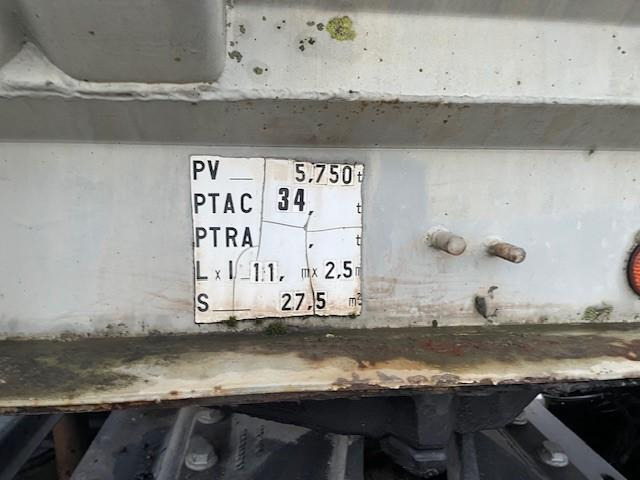 PV 5,750 t
PTAC 34, t
PTRA , t
L x l 11, m x 2,5 m
S 27,5 m²